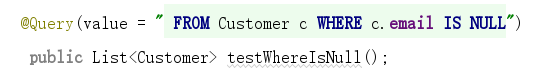 @Query(value = " FROM Customer c WHERE c.email IS NULL")
public List<Customer> testWhereIsNull();